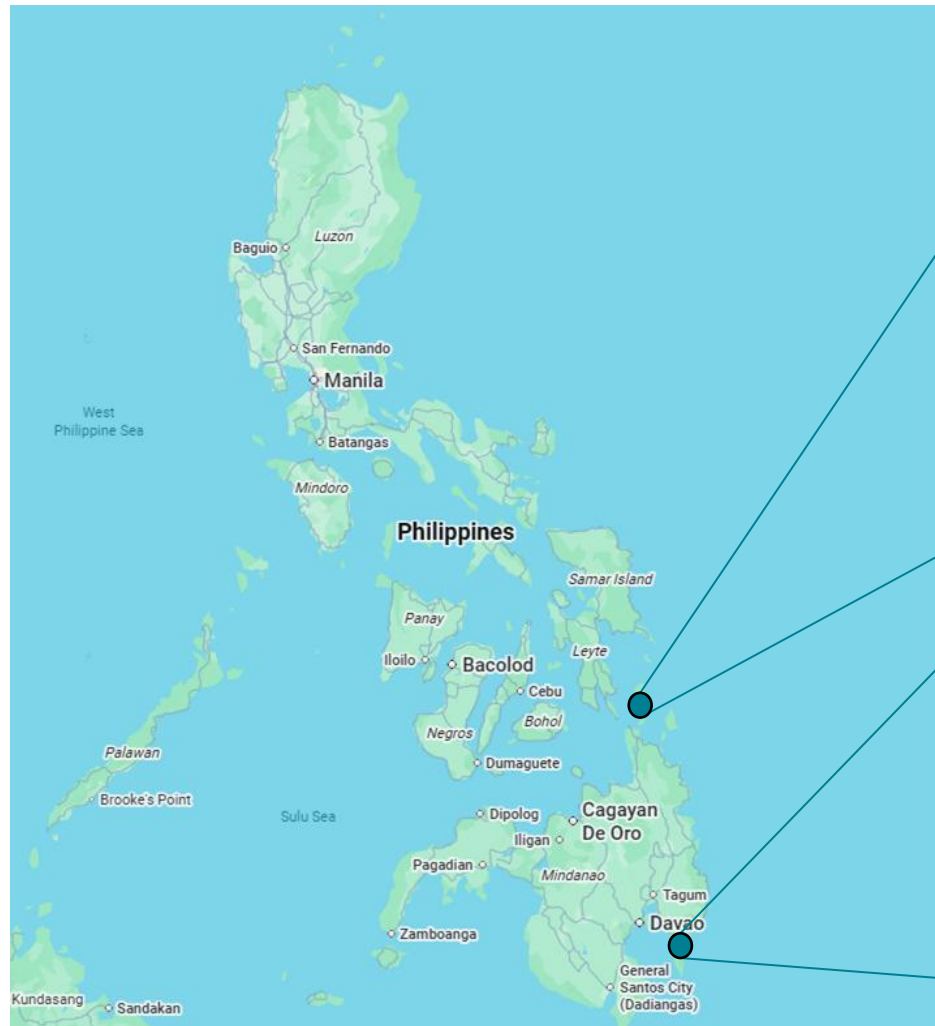 Luzon
Baguio
San Fernando
Manila
West
Philippine Sea
Batangas
Mindoro
Philippines
Samar Island
Panay
Leyte
Iloilo
Bacolod
Cebu
Bohol
Negros
Palawan
Dumaguete
Brooke's Point
Sulu Sea
Dipolog
Cagayan
De Oro
Iligan
Pagadian
Mindanao
Tagum
Davao
Zamboanga
General
Santos City
(Dadiangas)
Kundasang
Sandakan